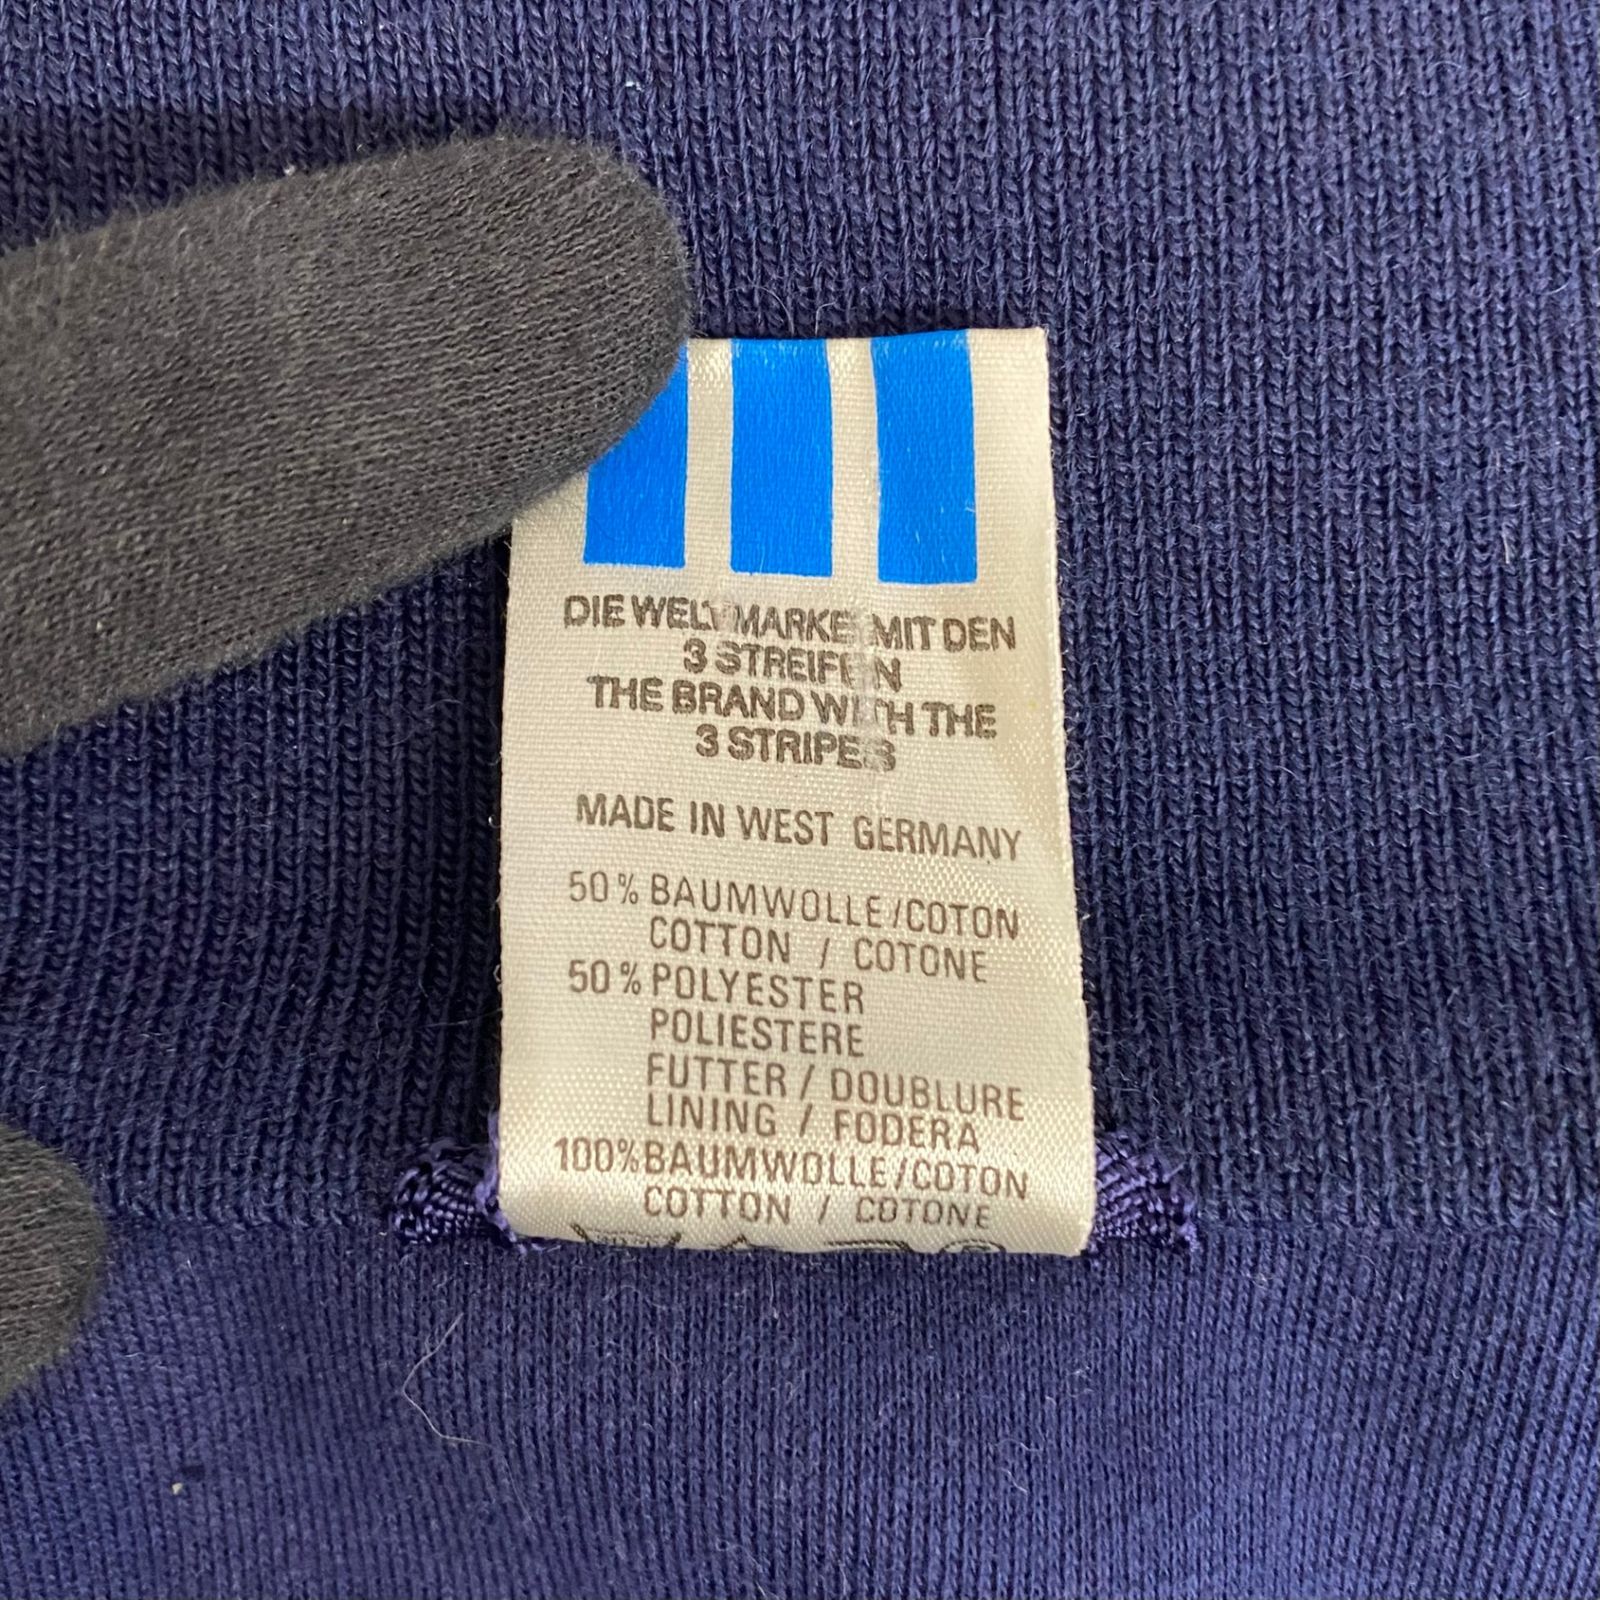 DIE WELTMARKE MIT DEN
3 STREIFEN
THE BRAND WITH THE
3 STRIPES
MADE IN WEST GERMANY
50% BAUMWOLLE/COTON
COTTON / COTONE
50% POLYESTER
POLIESTERE
FUTTER / DOUBLURE
LINING / FODERA
100% BAUMWOLLE/COTON
COTTON / COTONE